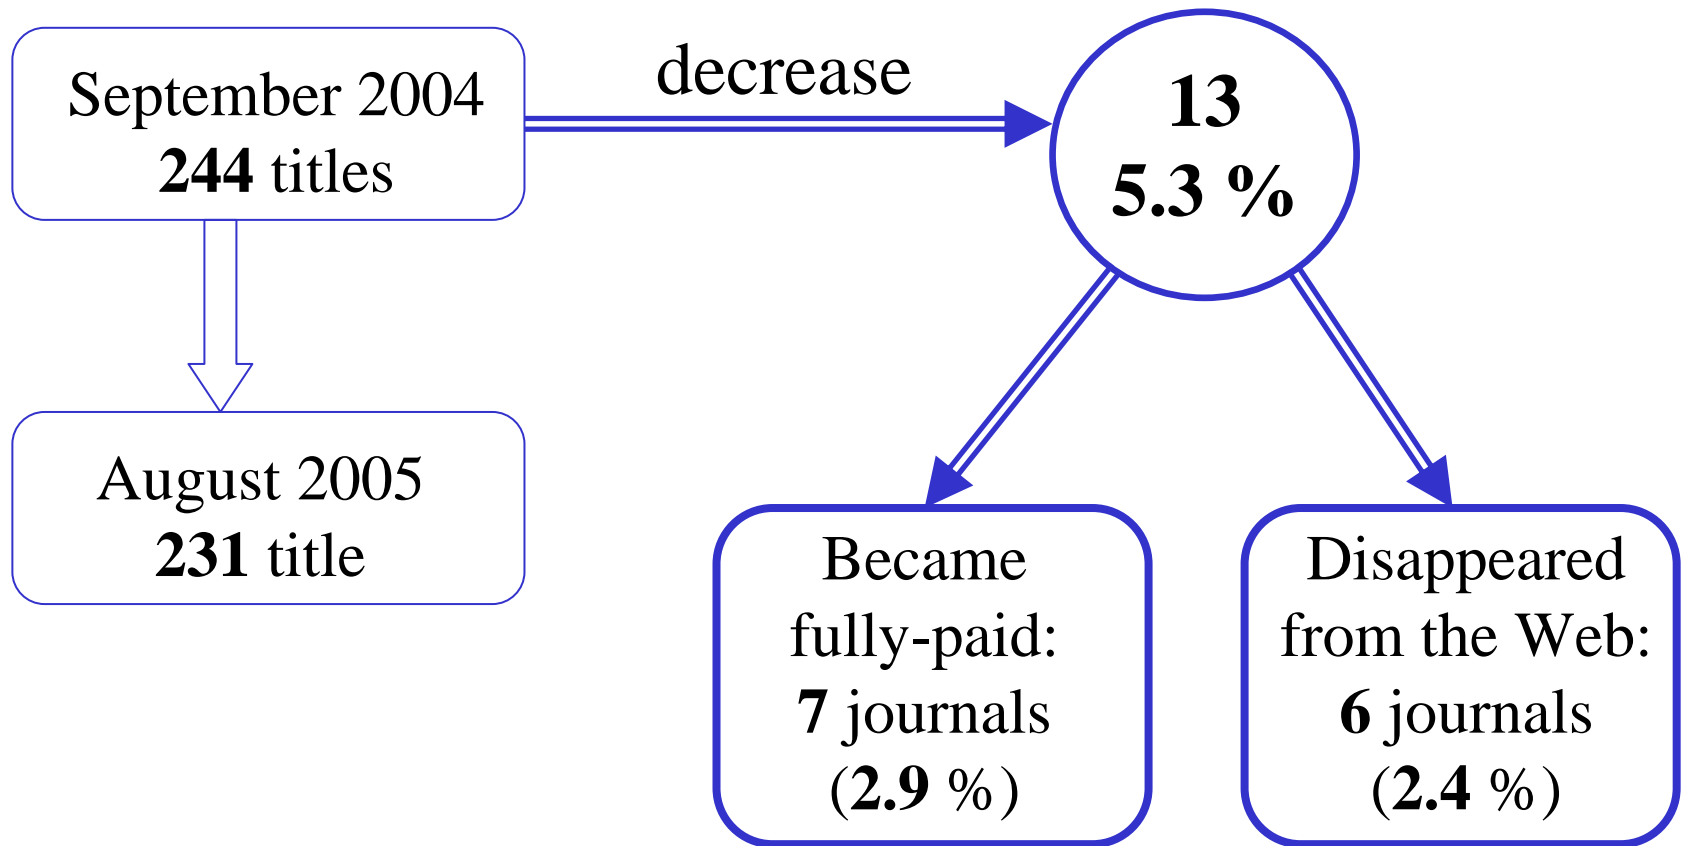 September 2004
244 titles
decrease
13
5.3 %
August 2005
231 title
Became
fully-paid:
7 journals
(2.9 %)
Disappeared
from the Web:
6 journals
(2.4 %)